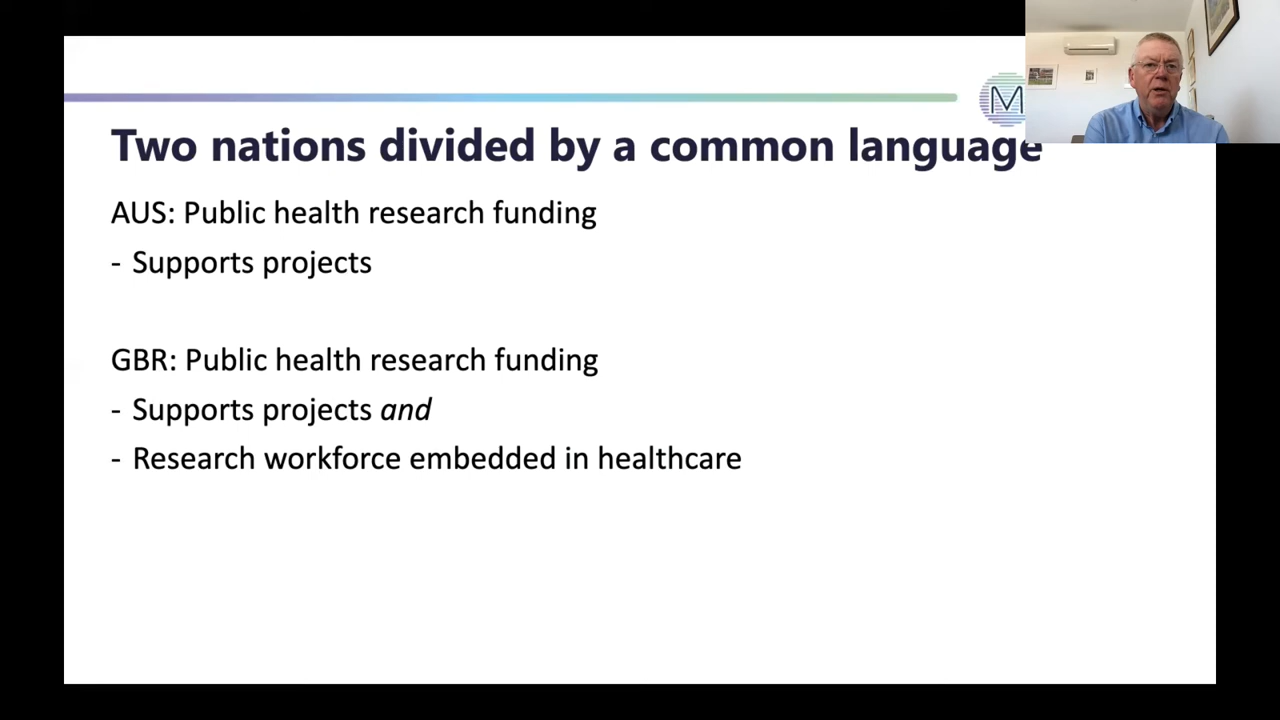 M
Two nations divided by a common language
AUS: Public health research funding
- Supports projects
GBR: Public health research funding
- Supports projects and
- Research workforce embedded in healthcare